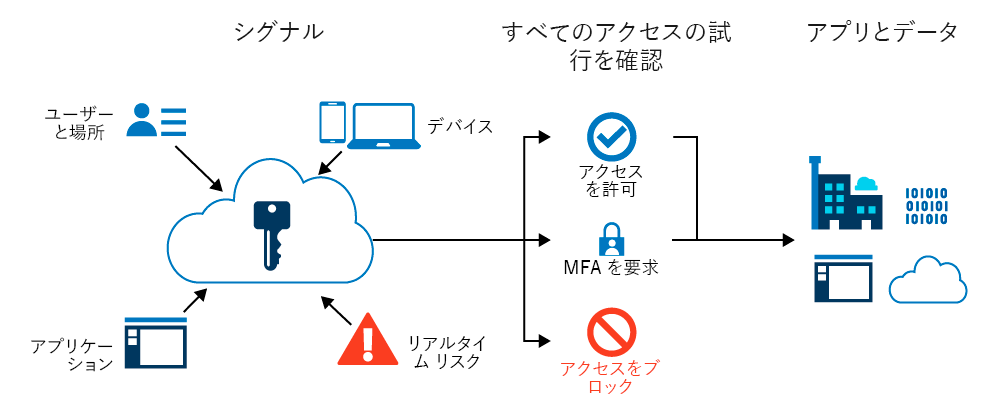 シグナル
すべてのアクセスの試
行を確認
アプリとデータ
ユーザー
と場所
デバイス
アクセス
を許可
101010
010101
101010
MFA を要求
アプリケー
ション
リアルタイ
ム リスク
アクセスをブ
ロック